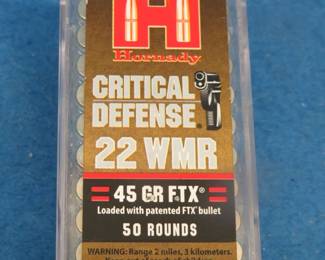 H
Hornady
CRITICAL
DEFENSE®
22 WMR
45 GR FTX®
Loaded with patented FTX® bullet
50 ROUNDS
WARNING: Range 2 miles, 3 kilometers.